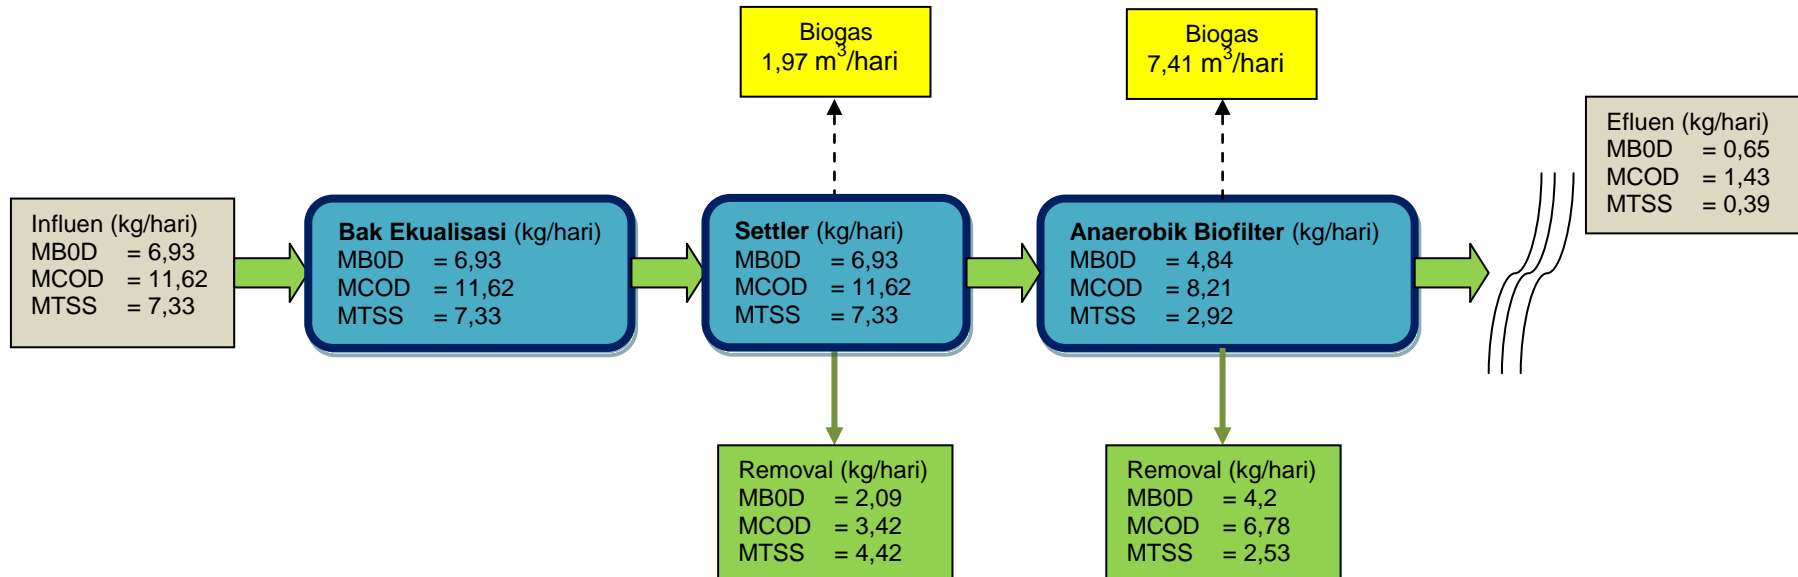 Biogas
1,97 m³/hari
Biogas
7,41 m³/hari
Influen (kg/hari)
MB0D = 6,93
MCOD = 11,62
MTSS = 7,33
Bak Ekualisasi (kg/hari)
MB0D = 6,93
MCOD = 11,62
MTSS = 7,33
Settler (kg/hari)
MB0D = 6,93
MCOD = 11,62
MTSS = 7,33
Anaerobik Biofilter (kg/hari)
MB0D = 4,84
MCOD = 8,21
MTSS = 2,92
Efluen (kg/hari)
MB0D = 0,65
MCOD = 1,43
MTSS = 0,39
Removal (kg/hari)
MB0D = 2,09
MCOD = 3,42
MTSS = 4,42
Removal (kg/hari)
MB0D = 4,2
MCOD = 6,78
MTSS = 2,53